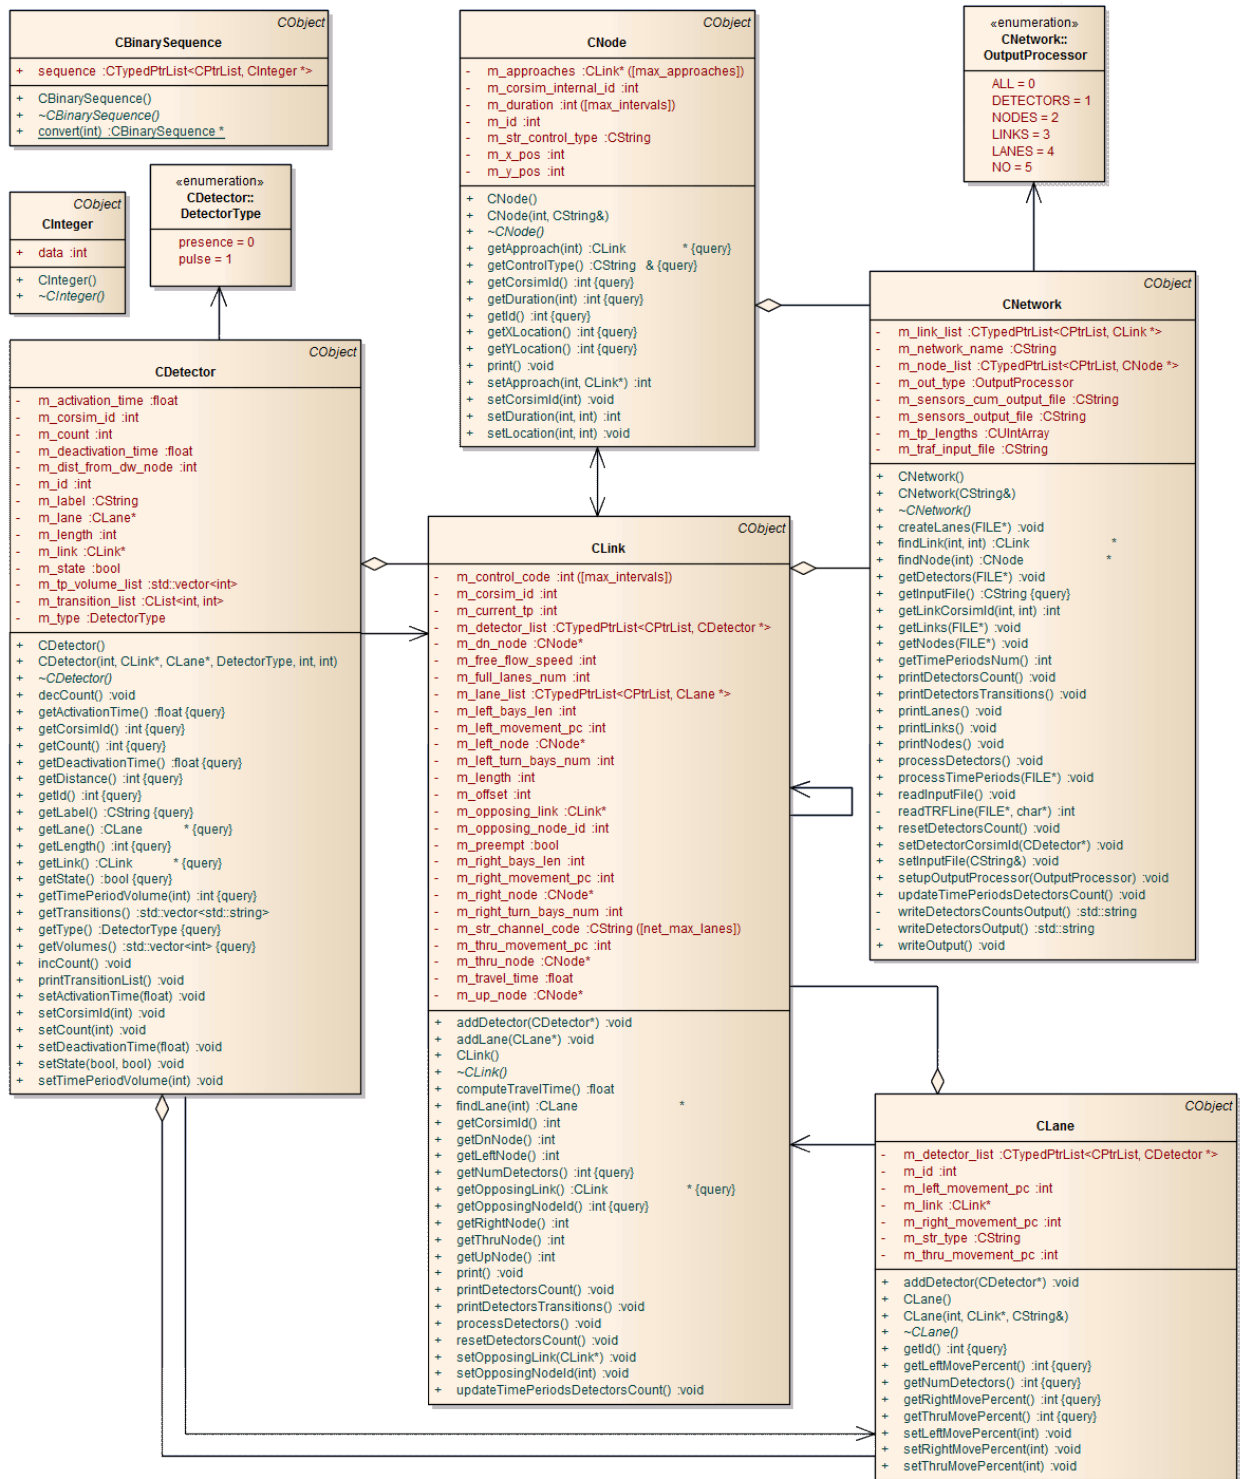 CObject
CBinarySequence
+ sequence :CTypedPtrList<CPtrList, CInteger *>
+ CBinarySequence()
+ ~CBinarySequence()
+ convert(int) :CBinarySequence *
CObject
CNode
- m_approaches :CLink* ([max_approaches])
- m_corsim_internal_id :int
- m_duration :int ([max_intervals])
- m_id :int
- m_str_control_type :CString
- m_x_pos :int
- m_y_pos :int
+ CNode()
+ CNode(int, CString&)
+ ~CNode()
+ getApproach(int) :CLink * {query}
+ getControlType() :CString & {query}
+ getCorsimId() :int {query}
+ getDuration(int) :int {query}
+ getId() :int {query}
+ getXLocation() :int {query}
+ getYLocation() :int {query}
+ print() :void
+ setApproach(int, CLink*) :int
+ setCorsimId(int) :void
+ setDuration(int, int) :int
+ setLocation(int, int) :void
«enumeration»
CNetwork::
OutputProcessor
ALL = 0
DETECTORS = 1
NODES = 2
LINKS = 3
LANES = 4
NO = 5
CObject
CInteger
+ data :int
+ CInteger()
+ ~CInteger()
«enumeration»
CDetector::
DetectorType
presence = 0
pulse = 1
CObject
CDetector
- m_activation_time :float
- m_corsim_id :int
- m_count :int
- m_deactivation_time :float
- m_dist_from_dw_node :int
- m_id :int
- m_label :CString
- m_lane :CLane*
- m_length :int
- m_link :CLink*
- m_state :bool
- m_tp_volume_list :std::vector<int>
- m_transition_list :CList<int, int>
- m_type :DetectorType
+ CDetector()
+ CDetector(int, CLink*, CLane*, DetectorType, int, int)
+ ~CDetector()
+ decCount() :void
+ getActivationTime() :float {query}
+ getCorsimId() :int {query}
+ getCount() :int {query}
+ getDeactivationTime() :float {query}
+ getDistance() :int {query}
+ getId() :int {query}
+ getLabel() :CString {query}
+ getLane() :CLane * {query}
+ getLength() :int {query}
+ getLink() :CLink * {query}
+ getState() :bool {query}
+ getTimePeriodVolume(int) :int {query}
+ getTransitions() :std::vector<std::string>
+ getType() :DetectorType {query}
+ getVolumes() :std::vector<int> {query}
+ incCount() :void
+ printTransitionList() :void
+ setActivationTime(float) :void
+ setCorsimId(int) :void
+ setCount(int) :void
+ setDeactivationTime(float) :void
+ setState(bool, bool) :void
+ setTimePeriodVolume(int) :void
CObject
CLink
- m_control_code :int ([max_intervals])
- m_corsim_id :int
- m_current_tp :int
- m_detector_list :CTypedPtrList<CPtrList, CDetector *>
- m_dn_node :CNode*
- m_free_flow_speed :int
- m_full_lanes_num :int
- m_lane_list :CTypedPtrList<CPtrList, CLane *>
- m_left_bays_len :int
- m_left_movement_pc :int
- m_left_node :CNode*
- m_left_turn_bays_num :int
- m_length :int
- m_offset :int
- m_opposing_link :CLink*
- m_opposing_node_id :int
- m_preempt :bool
- m_right_bays_len :int
- m_right_movement_pc :int
- m_right_node :CNode*
- m_right_turn_bays_num :int
- m_str_channel_code :CString ([net_max_lanes])
- m_thru_movement_pc :int
- m_thru_node :CNode*
- m_travel_time :float
- m_up_node :CNode*
+ addDetector(CDetector*) :void
+ addLane(CLane*) :void
+ CLink()
+ ~CLink()
+ computeTravelTime() :float
+ findLane(int) :CLane *
+ getCorsimId() :int
+ getDnNode() :int
+ getLeftNode() :int
+ getNumDetectors() :int {query}
+ getOpposingLink() :CLink * {query}
+ getOpposingNodeId() :int {query}
+ getRightNode() :int
+ getThruNode() :int
+ getUpNode() :int
+ print() :void
+ printDetectorsCount() :void
+ printDetectorsTransitions() :void
+ processDetectors() :void
+ resetDetectorsCount() :void
+ setOpposingLink(CLink*) :void
+ setOpposingNodeId(int) :void
+ updateTimePeriodsDetectorsCount() :void
CObject
CNetwork
- m_link_list :CTypedPtrList<CPtrList, CLink *>
- m_network_name :CString
- m_node_list :CTypedPtrList<CPtrList, CNode *>
- m_out_type :OutputProcessor
- m_sensors_cum_output_file :CString
- m_sensors_output_file :CString
- m_tp_lengths :CUIntArray
- m_traf_input_file :CString
+ CNetwork()
+ CNetwork(CString&)
+ ~CNetwork()
+ createLanes(FILE*) :void
+ findLink(int, int) :CLink *
+ findNode(int) :CNode *
+ getDetectors(FILE*) :void
+ getInputFile() :CString {query}
+ getLinkCorsimId(int, int) :int
+ getLinks(FILE*) :void
+ getNodes(FILE*) :void
+ getTimePeriodsNum() :int
+ printDetectorsCount() :void
+ printDetectorsTransitions() :void
+ printLanes() :void
+ printLinks() :void
+ printNodes() :void
+ processDetectors() :void
+ processTimePeriods(FILE*) :void
+ readInputFile() :void
- readTRFLine(FILE*, char*) :int
+ resetDetectorsCount() :void
+ setDetectorCorsimId(CDetector*) :void
+ setInputFile(CString&) :void
+ setupOutputProcessor(OutputProcessor) :void
+ updateTimePeriodsDetectorsCount() :void
- writeDetectorsCountsOutput() :std::string
- writeDetectorsOutput() :std::string
+ writeOutput() :void
CObject
CLane
- m_detector_list :CTypedPtrList<CPtrList, CDetector *>
- m_id :int
- m_left_movement_pc :int
- m_link :CLink*
- m_right_movement_pc :int
- m_str_type :CString
- m_thru_movement_pc :int
+ addDetector(CDetector*) :void
+ CLane()
+ CLane(int, CLink*, CString&)
+ ~CLane()
+ getId() :int {query}
+ getLeftMovePercent() :int {query}
+ getNumDetectors() :int {query}
+ getRightMovePercent() :int {query}
+ getThruMovePercent() :int {query}
+ setLeftMovePercent(int) :void
+ setRightMovePercent(int) :void
+ setThruMovePercent(int) :void